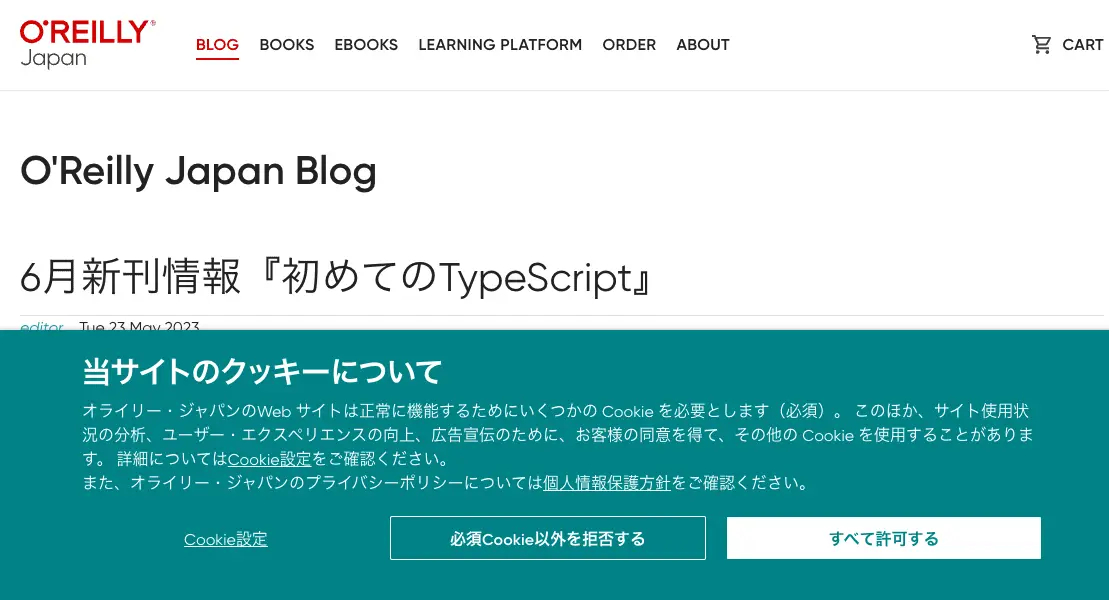 O'REILLY®
Japan
BLOG BOOKS EBOOKS LEARNING PLATFORM ORDER ABOUT CART
O'Reilly Japan Blog
6月新刊情報『初めてのTypeScript』
editor Tue 23 May 2023
当サイトのクッキーについて
オライリー・ジャパンのWeb サイトは正常に機能するためにいくつかの Cookie を必要とします（必須）。 このほか、サイト使用状
況の分析、ユーザー・エクスペリエンスの向上、広告宣伝のために、お客様の同意を得て、その他の Cookie を使用することがありま
す。 詳細についてはCookie設定をご確認ください。
また、オライリー・ジャパンのプライバシーポリシーについては個人情報保護方針をご確認ください。
Cookie設定 必須Cookie以外を拒否する すべて許可する